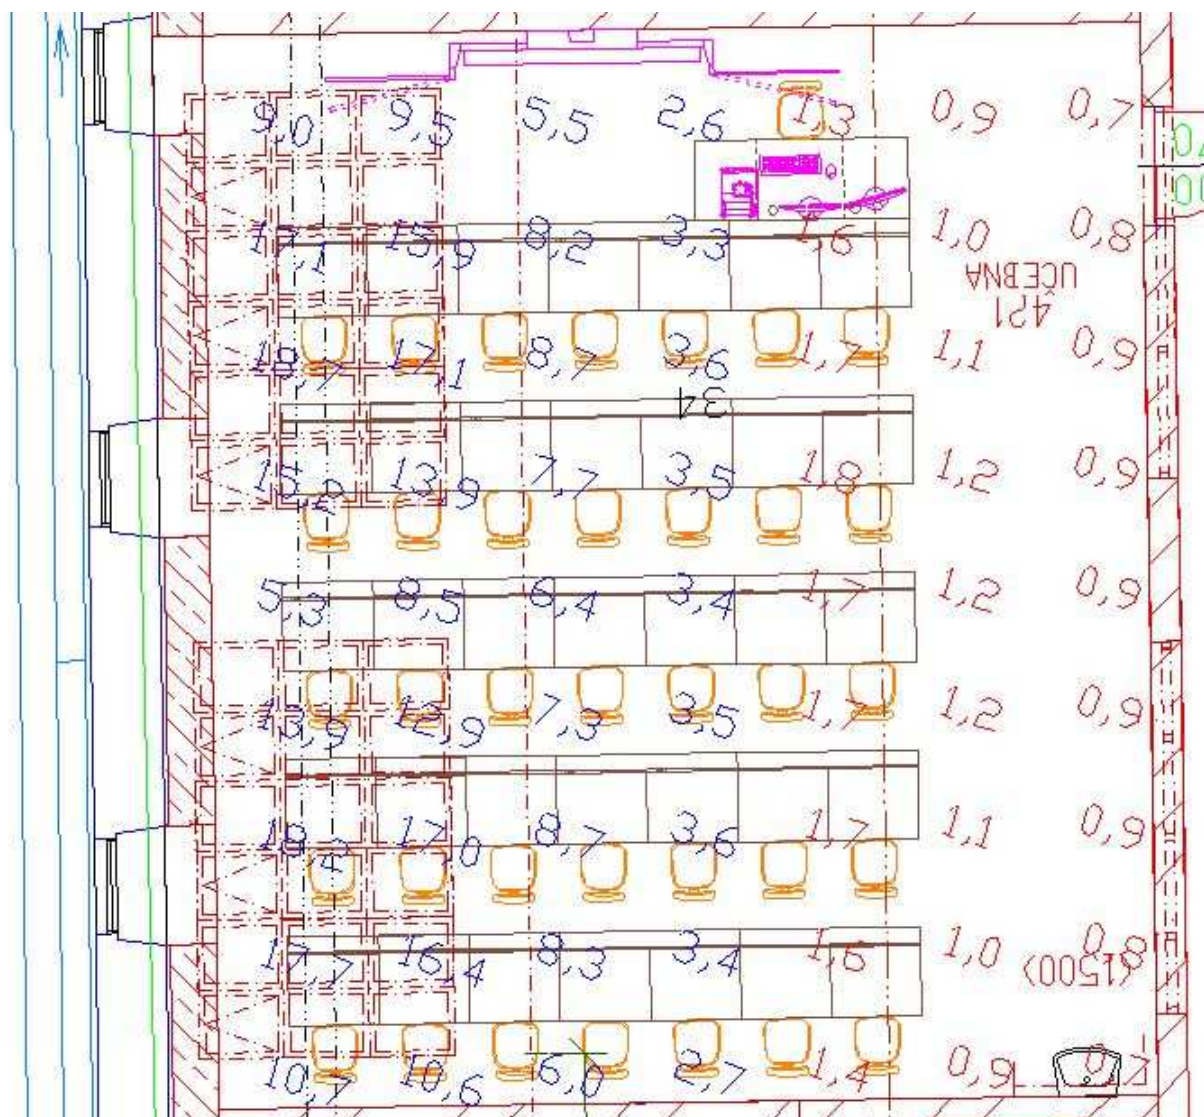 9,0 9,5 5,5 2,6 1,3 0,9 0,7
15,9 8,2 3,3 1,6 1,0 0,8
421
UČEBNA
18,7 17,1 8,7 3,6 1,7 1,1 0,9
34
13,9 7,7 3,5 1,8 1,2 0,9
5,3 8,5 6,4 3,4 1,7 1,2 0,9
13,9 12,9 7,3 3,5 1,7 1,2 0,9
17,0 8,7 3,6 1,7 1,1 0,9
17,7 16,4 8,3 3,4 1,6 1,0 0,8
(1500)
10,7 10,6 6,0 2,7 1,4 0,9 0,7